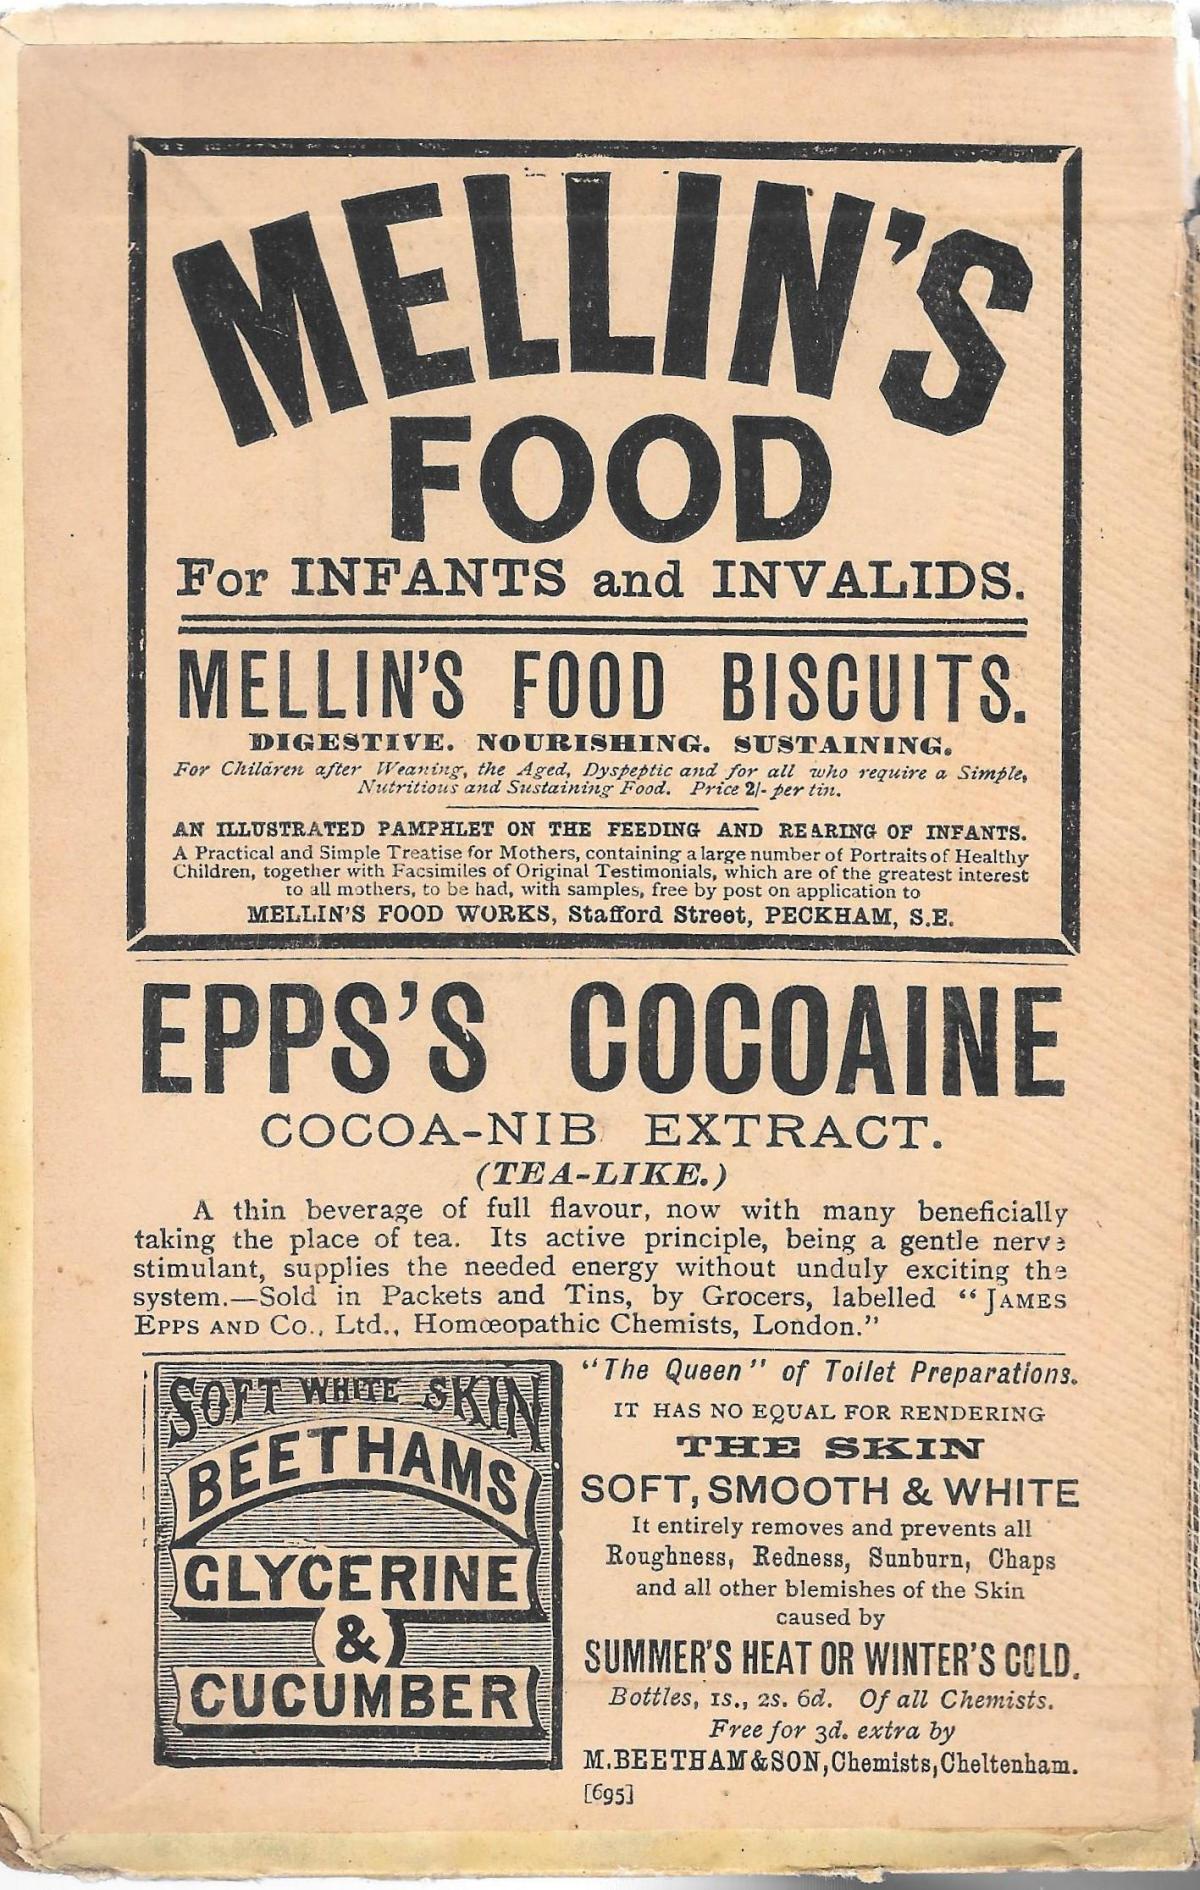 MELLIN'S
FOOD
For INFANTS and INVALIDS.
MELLIN'S FOOD BISCUITS.
DIGESTIVE. NOURISHING. SUSTAINING.
For Children after Weaning, the Aged, Dyspeptic and for all who require a Simple,
Nutritious and Sustaining Food. Price 2/- per tin.
AN ILLUSTRATED PAMPHLET ON THE FEEDING AND REARING OF INFANTS.
A Practical and Simple Treatise for Mothers, containing a large number of Portraits of Healthy
Children, together with Facsimiles of Original Testimonials, which are of the greatest interest
to all mothers, to be had, with samples, free by post on application to
MELLIN'S FOOD WORKS, Stafford Street, PECKHAM, S.E.
EPPS'S COCOAINE
COCOA-NIB EXTRACT.
(TEA-LIKE.)
A thin beverage of full flavour, now with many beneficially
taking the place of tea. Its active principle, being a gentle nerve
stimulant, supplies the needed energy without unduly exciting the
system.—Sold in Packets and Tins, by Grocers, labelled "JAMES
EPPS AND Co., Ltd., Homœopathic Chemists, London."
SOFT WHITE SKIN
BEETHAMS
GLYCERINE
&
CUCUMBER
"The Queen" of Toilet Preparations.
IT HAS NO EQUAL FOR RENDERING
THE SKIN
SOFT, SMOOTH & WHITE
It entirely removes and prevents all
Roughness, Redness, Sunburn, Chaps
and all other blemishes of the Skin
caused by
SUMMER'S HEAT OR WINTER'S COLD.
Bottles, 1s., 2s. 6d. Of all Chemists.
Free for 3d. extra by
M. BEETHAM & SON, Chemists, Cheltenham.
[695]